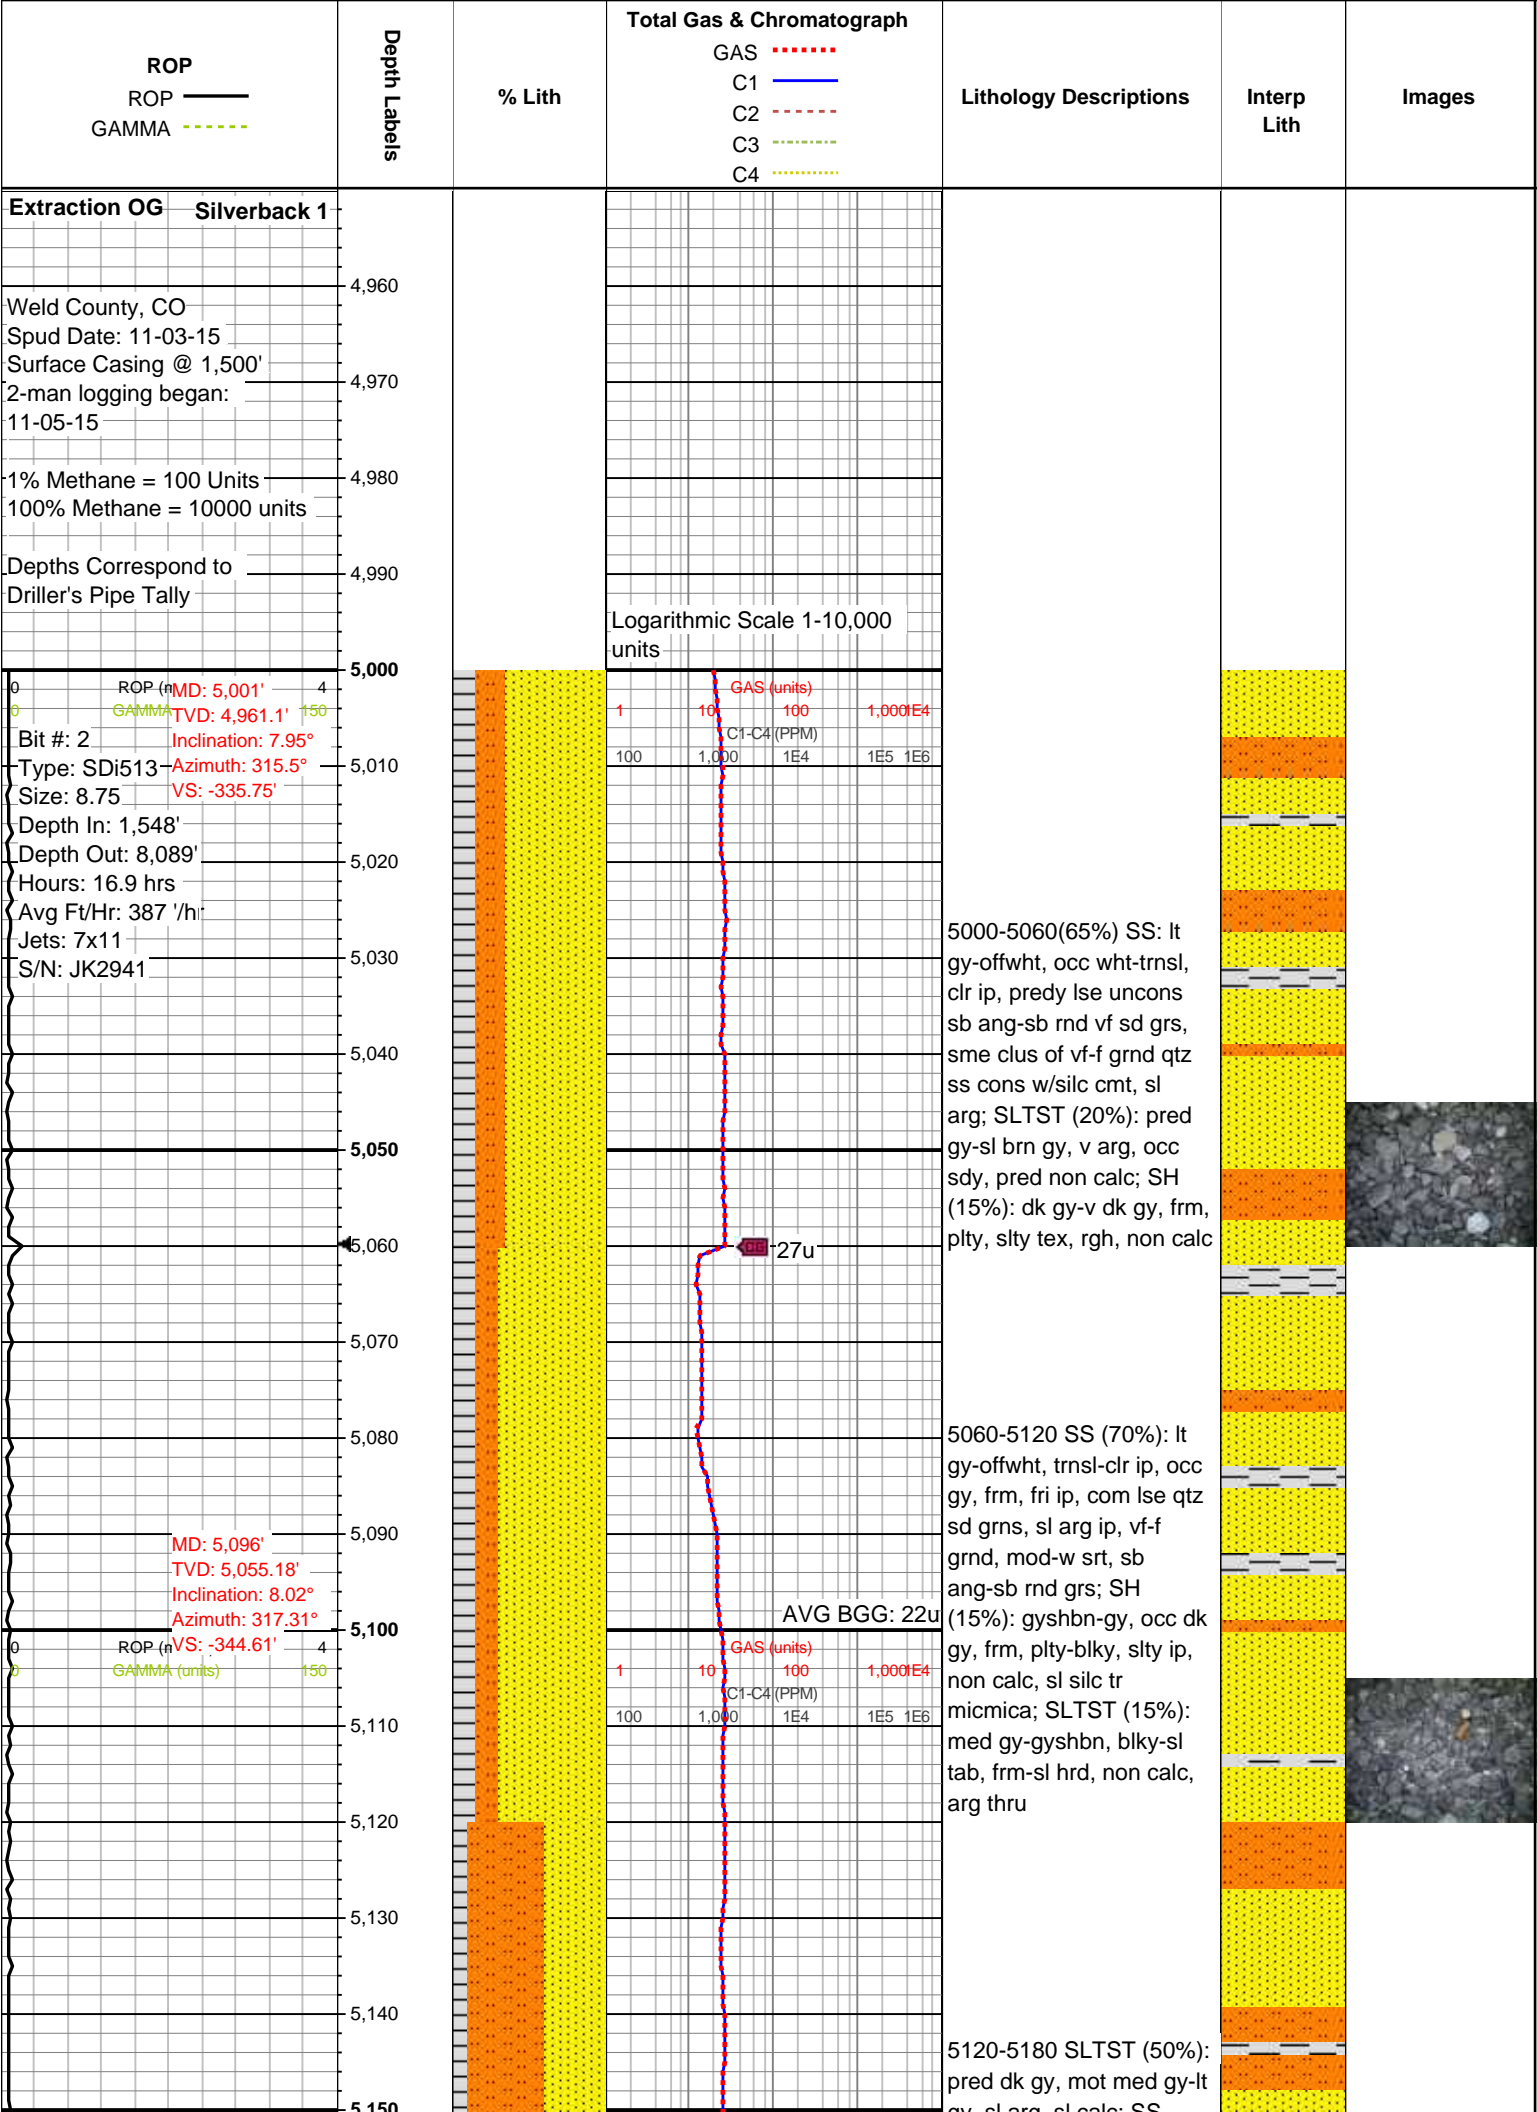 ROP
ROP
GAMMA
Depth Labels
% Lith
Total Gas & Chromatograph
GAS
C1
C2
C3
C4
Lithology Descriptions
Interp
Lith
Images
Extraction OG Silverback 1
Weld County, CO
Spud Date: 11-03-15
Surface Casing @ 1,500'
2-man logging began:
11-05-15
1% Methane = 100 Units
100% Methane = 10000 units
Depths Correspond to
Driller's Pipe Tally
4,960
4,970
4,980
4,990
Logarithmic Scale 1-10,000
units
5,000
0 ROP 4
0 GAMMA 150
MD: 5,001'
TVD: 4,961.1'
Inclination: 7.95°
Azimuth: 315.5°
VS: -335.75'
Bit #: 2
Type: SDi513
Size: 8.75
Depth In: 1,548'
Depth Out: 8,089'
Hours: 16.9 hrs
Avg Ft/Hr: 387 '/hr
Jets: 7x11
S/N: JK2941
GAS (units)
1 10 100 1,000 1E4
C1-C4 (PPM)
100 1,000 1E4 1E5 1E6
5,010
5,020
5,030
5,040
5,050
5,060
5,070
5,080
5,090
5,100
5000-5060(65%) SS: lt
gy-offwht, occ wht-trnsl,
clr ip, predy lse uncons
sb ang-sb rnd vf sd grs,
sme clus of vf-f grnd qtz
ss cons w/silc cmt, sl
arg; SLTST (20%): pred
gy-sl brn gy, v arg, occ
sdy, pred non calc; SH
(15%): dk gy-v dk gy, frm,
plty, slty tex, rgh, non calc
CG 27u
5060-5120 SS (70%): lt
gy-offwht, trnsl-clr ip, occ
gy, frm, fri ip, com lse qtz
sd grns, sl arg ip, vf-f
grnd, mod-w srt, sb
ang-sb rnd grs; SH
(15%): gyshbn-gy, occ dk
gy, frm, plty-blky, slty ip,
non calc, sl silc tr
micmica; SLTST (15%):
med gy-gyshbn, blky-sl
tab, frm-sl hrd, non calc,
arg thru
MD: 5,096'
TVD: 5,055.18'
Inclination: 8.02°
Azimuth: 317.31°
VS: -344.61'
AVG BGG: 22u
0 ROP 4
0 GAMMA (units) 150
GAS (units)
1 10 100 1,000 1E4
C1-C4 (PPM)
100 1,000 1E4 1E5 1E6
5,110
5,120
5,130
5,140
5,150
5120-5180 SLTST (50%):
pred dk gy, mot med gy-lt
gy, sl arg, sl calc; SS